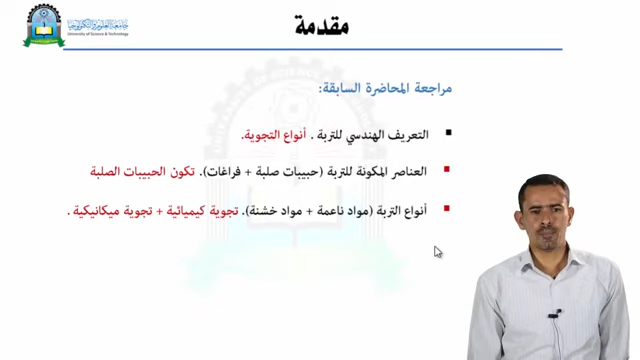 مقدمة
جامعة العلوم والتكنولوجيا
University of Science & Technology
مراجعة المحاضرة السابقة:
التعريف الهندسي للتربة . أنواع التجوية.
العناصر المكونة للتربة (حبيبات صلبة + فراغات). تكون الحبيبات الصلبة
أنواع التربة (مواد ناعمة + مواد خشنة). تجوية كيميائية + تجوية ميكانيكية .